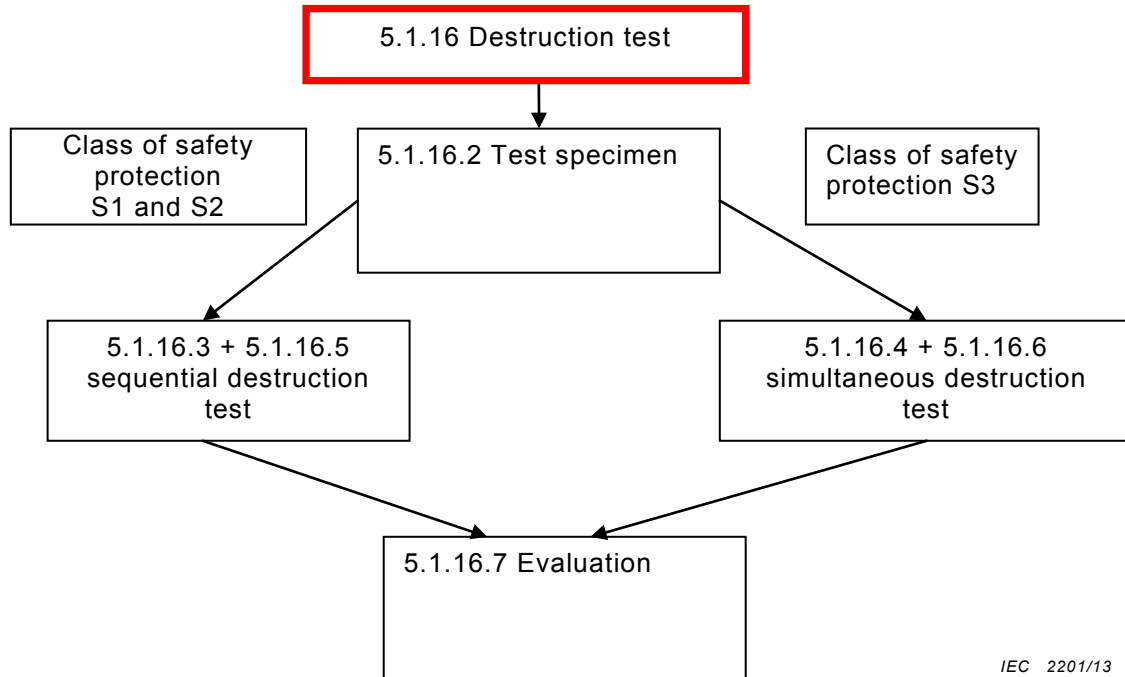 5.1.16 Destruction test
Class of safety
protection
S1 and S2
5.1.16.2 Test specimen
Class of safety
protection S3
5.1.16.3 + 5.1.16.5
sequential destruction
test
5.1.16.4 + 5.1.16.6
simultaneous destruction
test
5.1.16.7 Evaluation
IEC 2201/13